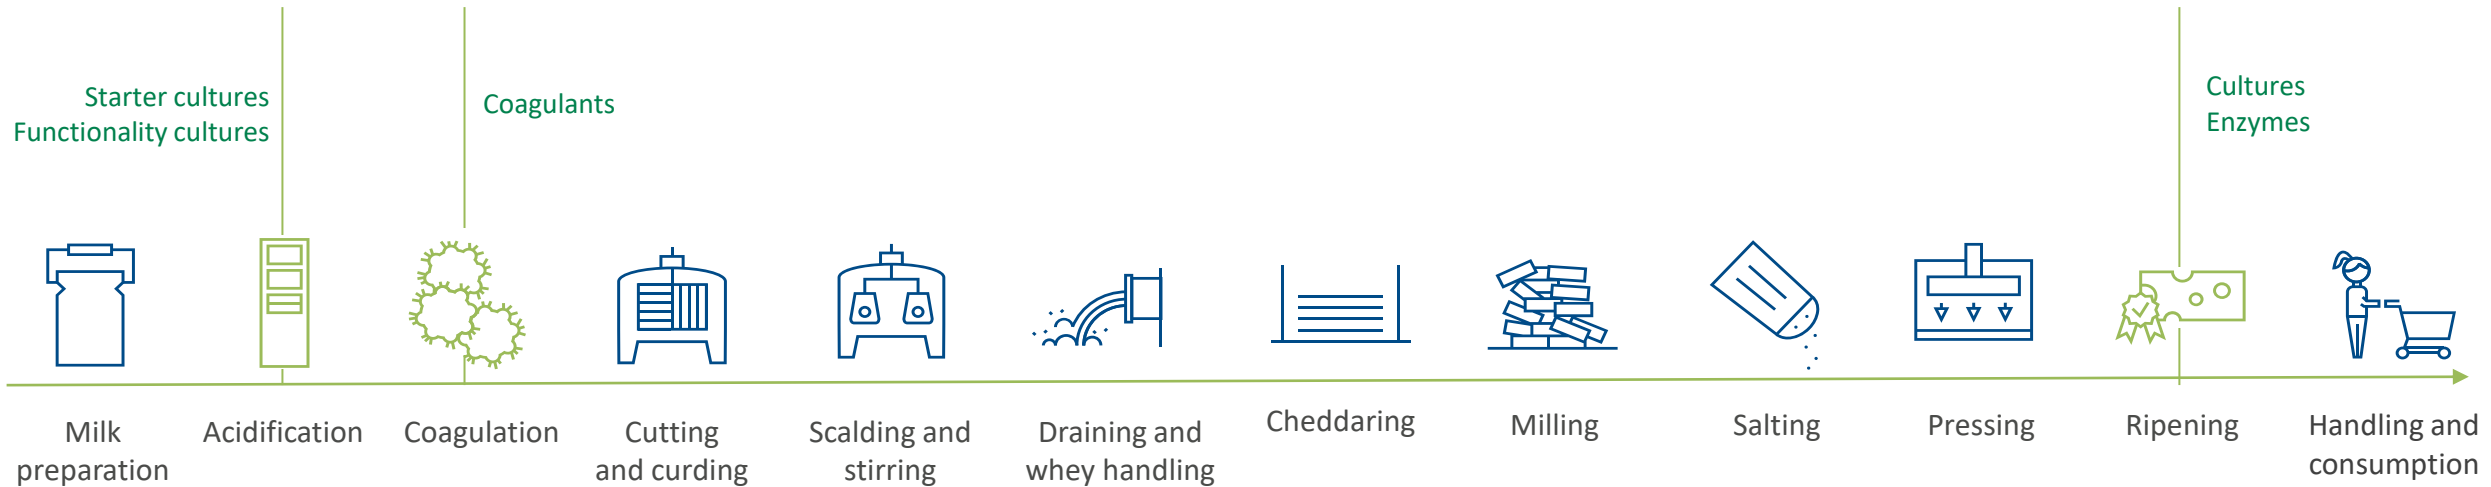 Starter cultures
Functionality cultures
Coagulants
Cultures
Enzymes
Milk
preparation
Acidification
Coagulation
Cutting
and curding
Scalding and
stirring
Draining and
whey handling
Cheddaring
Milling
Salting
Pressing
Ripening
Handling and
consumption